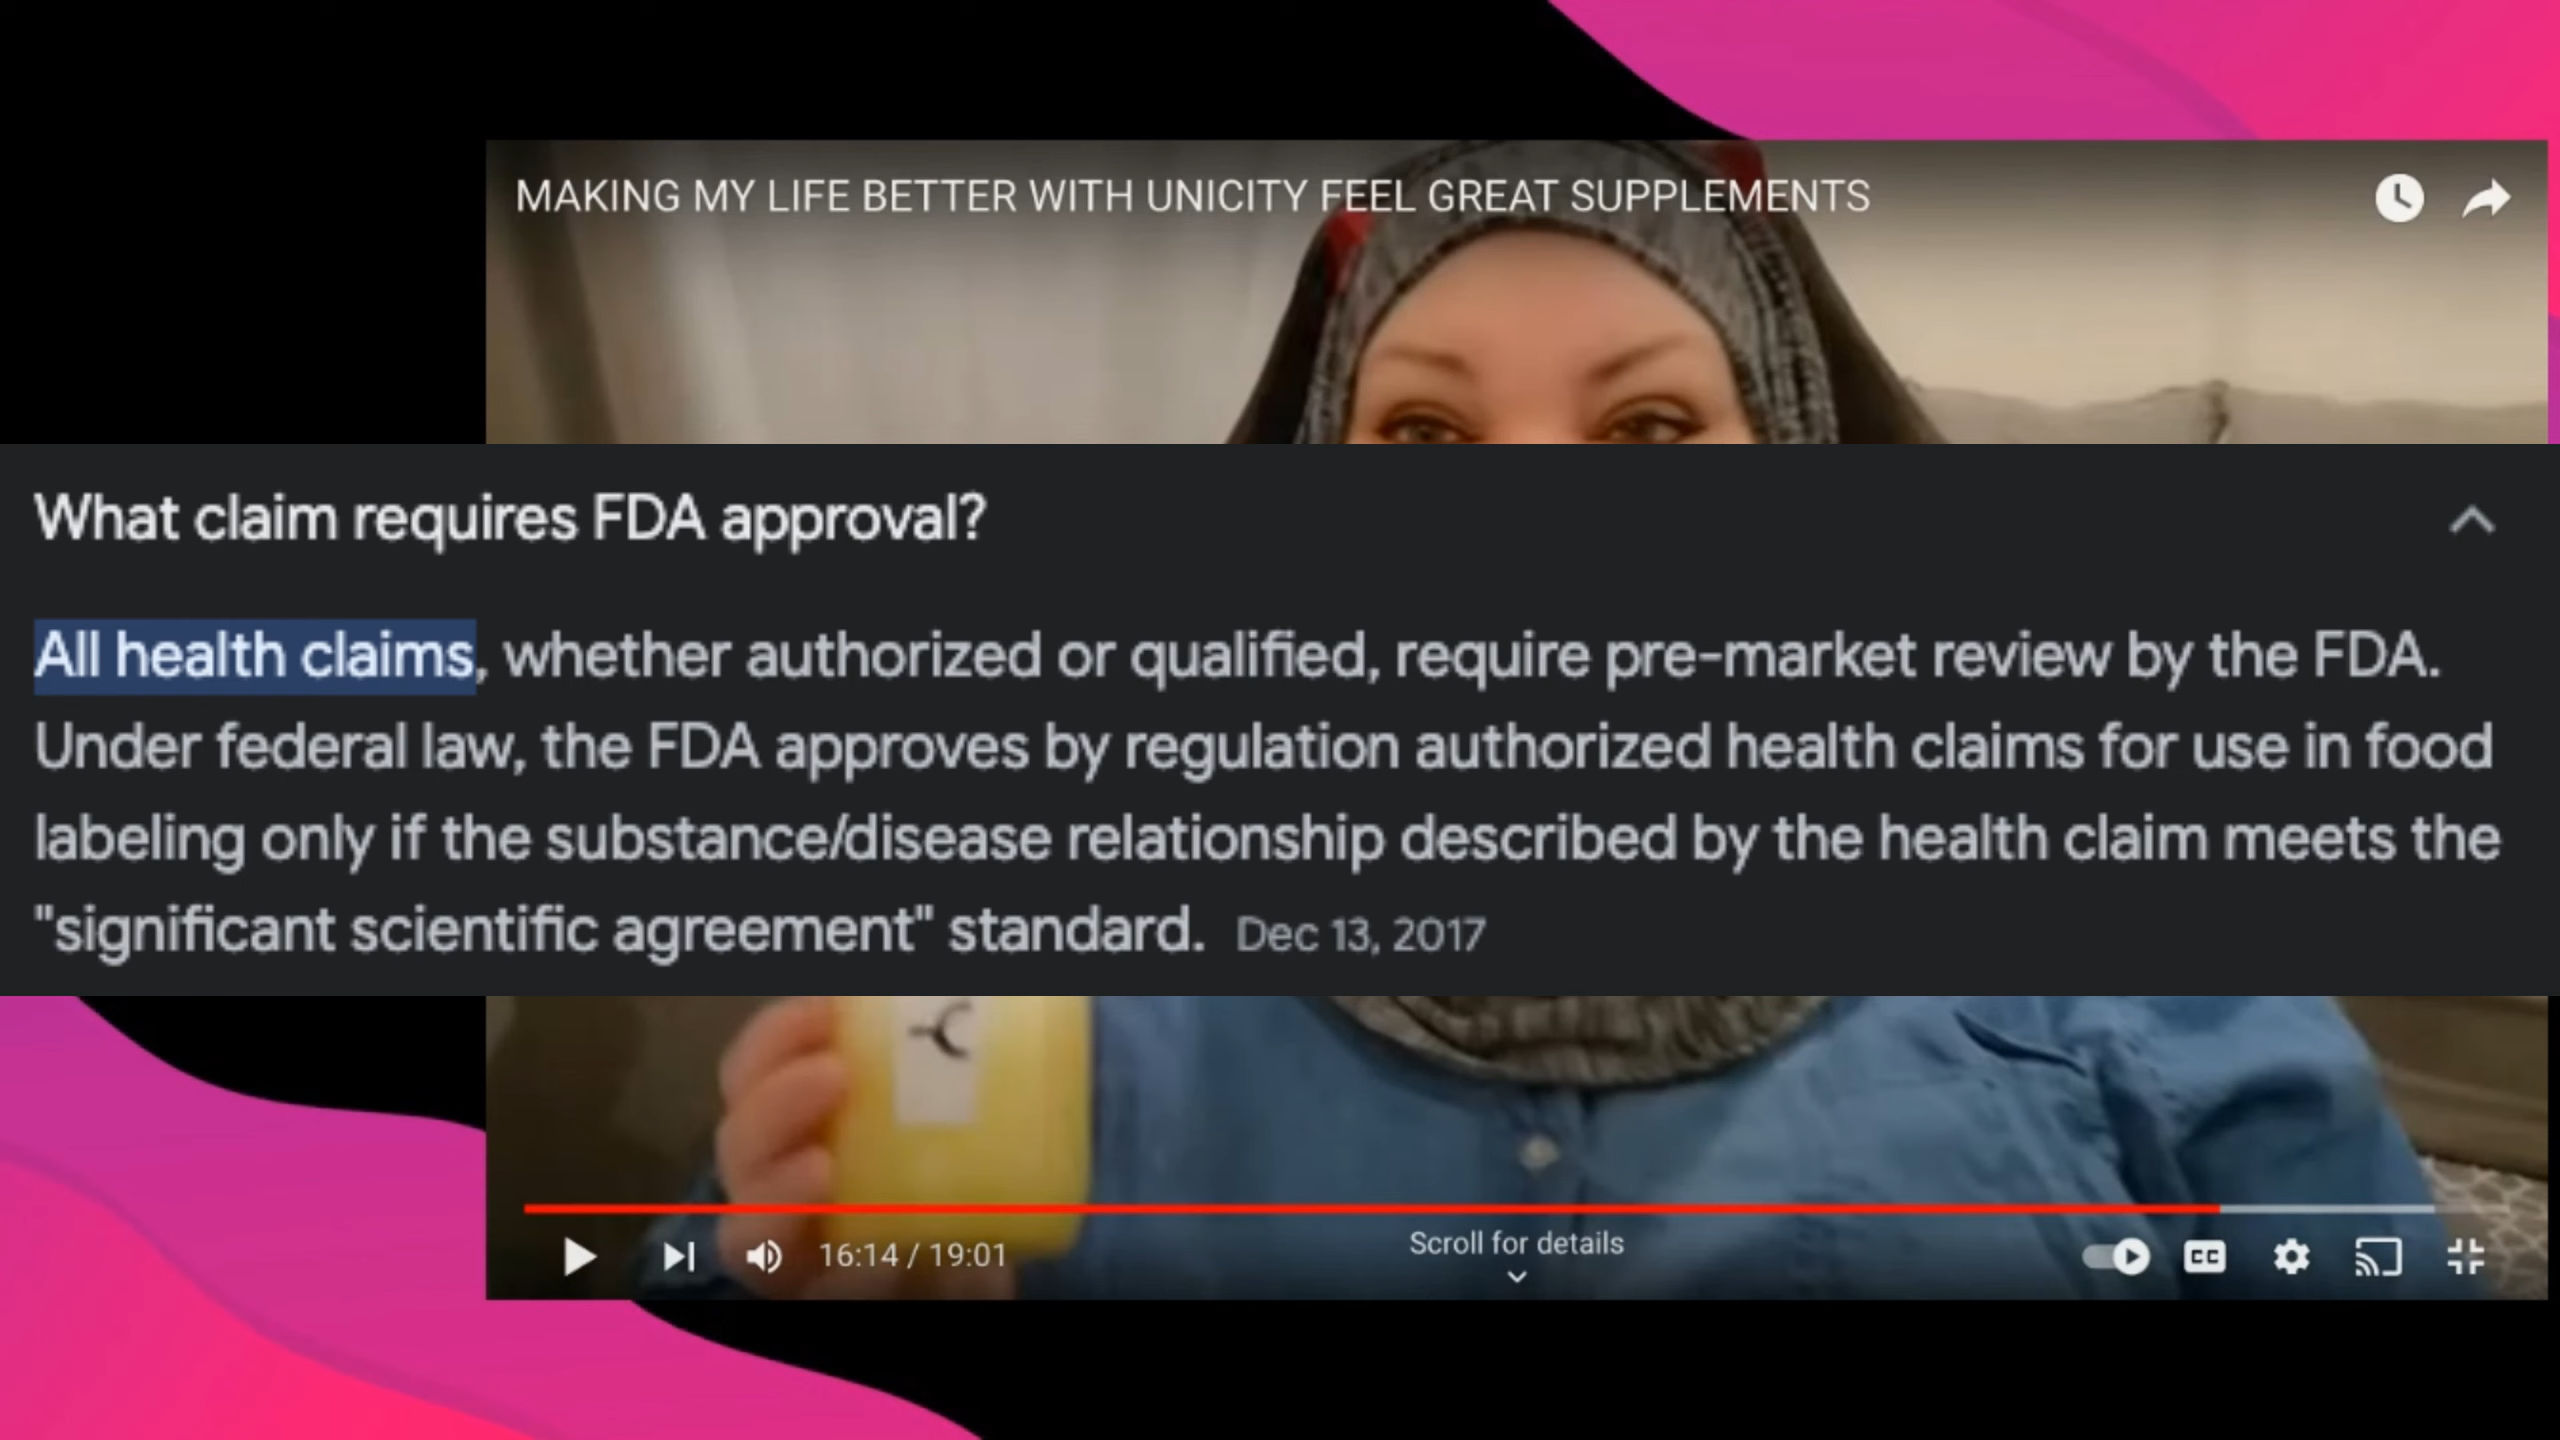 MAKING MY LIFE BETTER WITH UNICITY FEEL GREAT SUPPLEMENTS
What claim requires FDA approval?
All health claims, whether authorized or qualified, require pre-market review by the FDA.
Under federal law, the FDA approves by regulation authorized health claims for use in food
labeling only if the substance/disease relationship described by the health claim meets the
"significant scientific agreement" standard. Dec 13, 2017
16:14 / 19:01
Scroll for details
CC